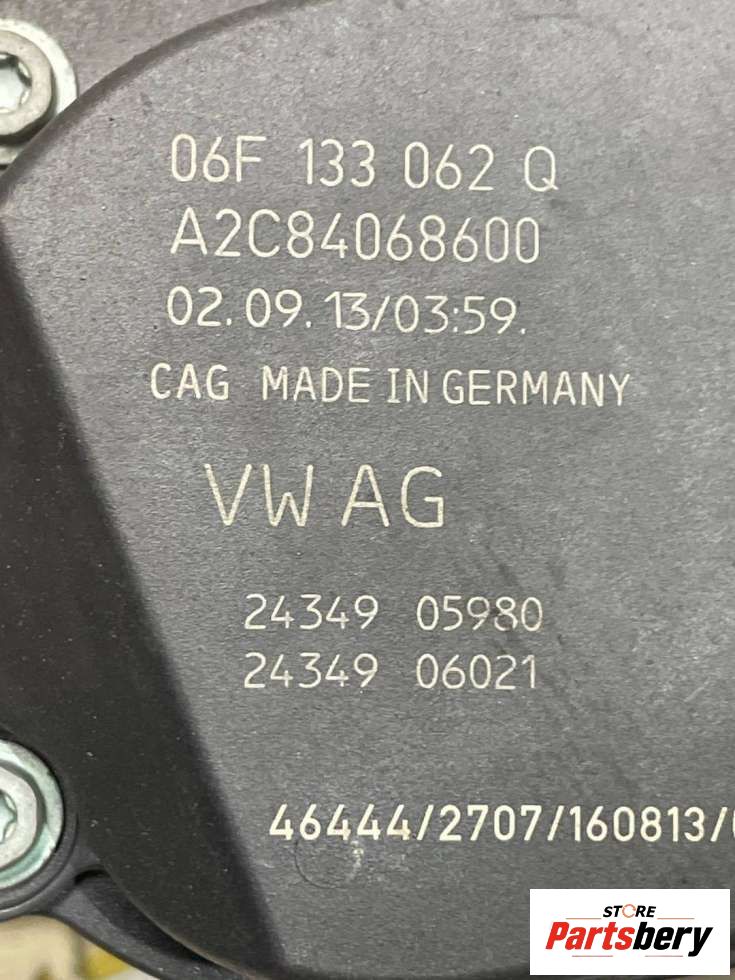 06F 133 062 Q
A2C84068600
02.09.13/03:59.
CAG MADE IN GERMANY
VW AG
24349 05980
24349 06021
46444/2707/160813/
STORE
Partsbery